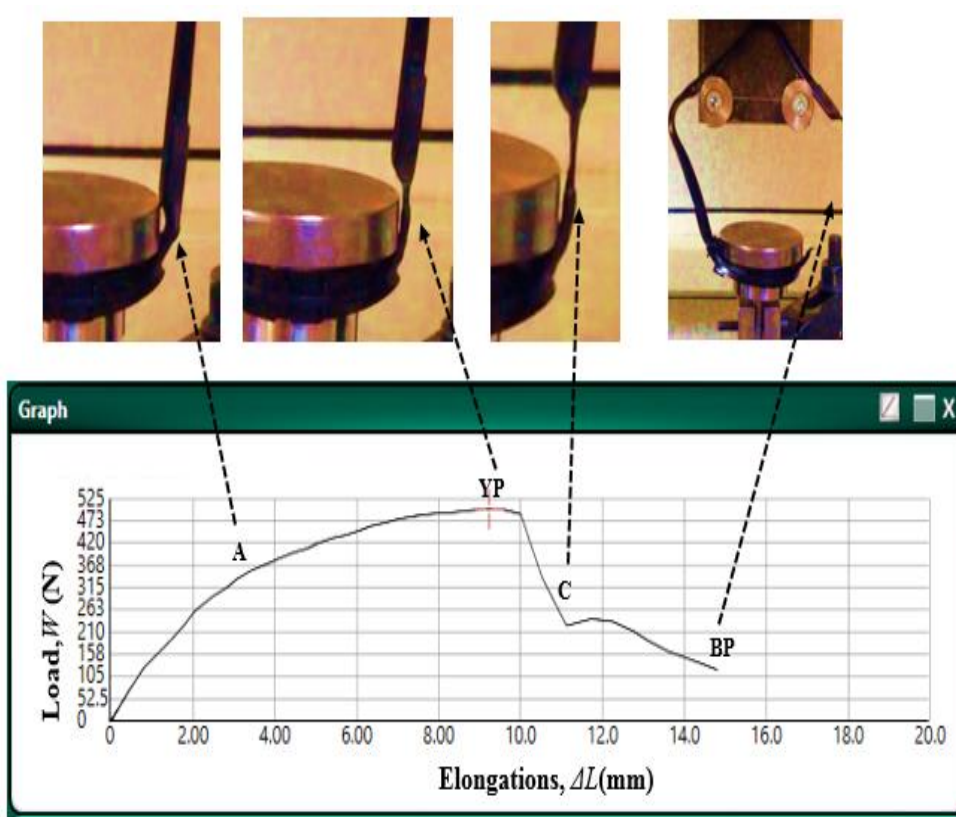 Graph
X
YP
A
C
BP
Load,W (N)
525
473
420
368
315
263
210
158
105
52.5
0
0 2.00 4.00 6.00 8.00 10.0 12.0 14.0 16.0 18.0 20.0
Elongations, ΔL(mm)